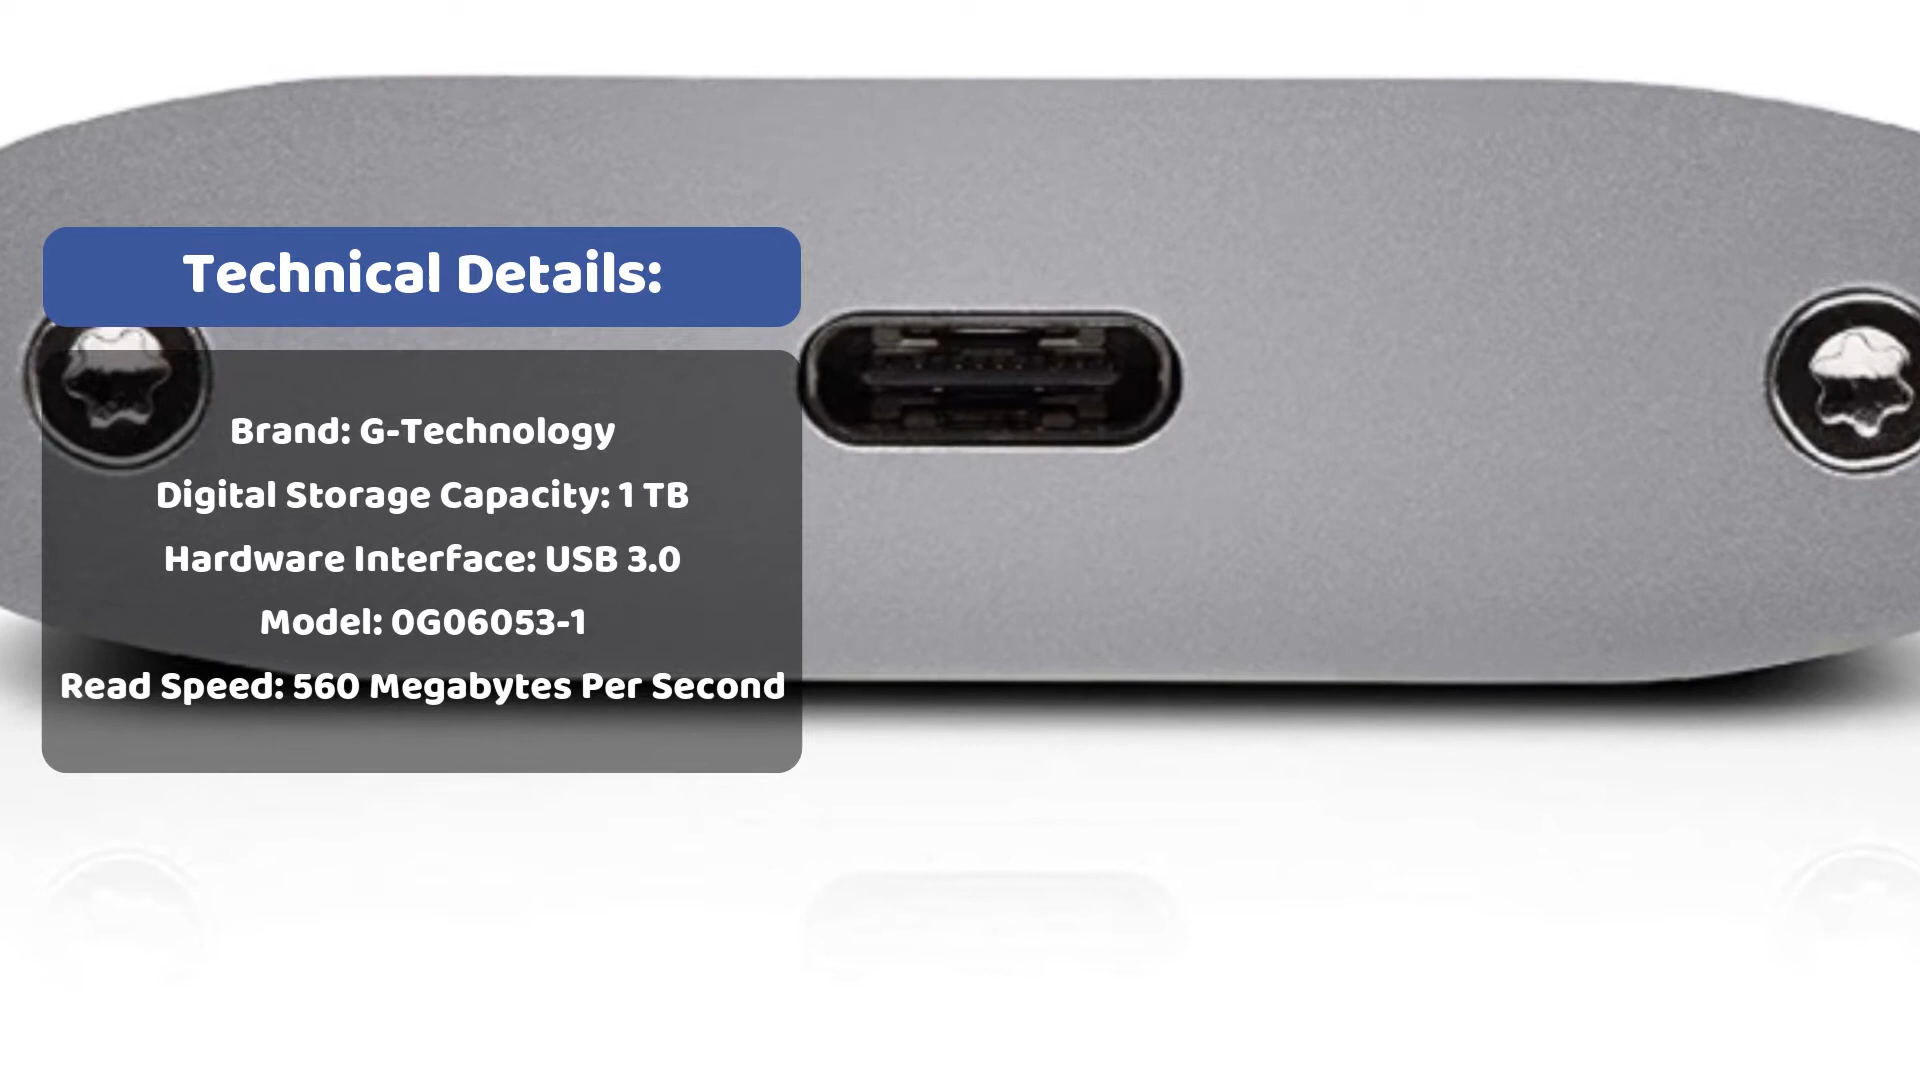 Technical Details:
Brand: G-Technology
Digital Storage Capacity: 1 TB
Hardware Interface: USB 3.0
Model: 0G06053-1
Read Speed: 560 Megabytes Per Second